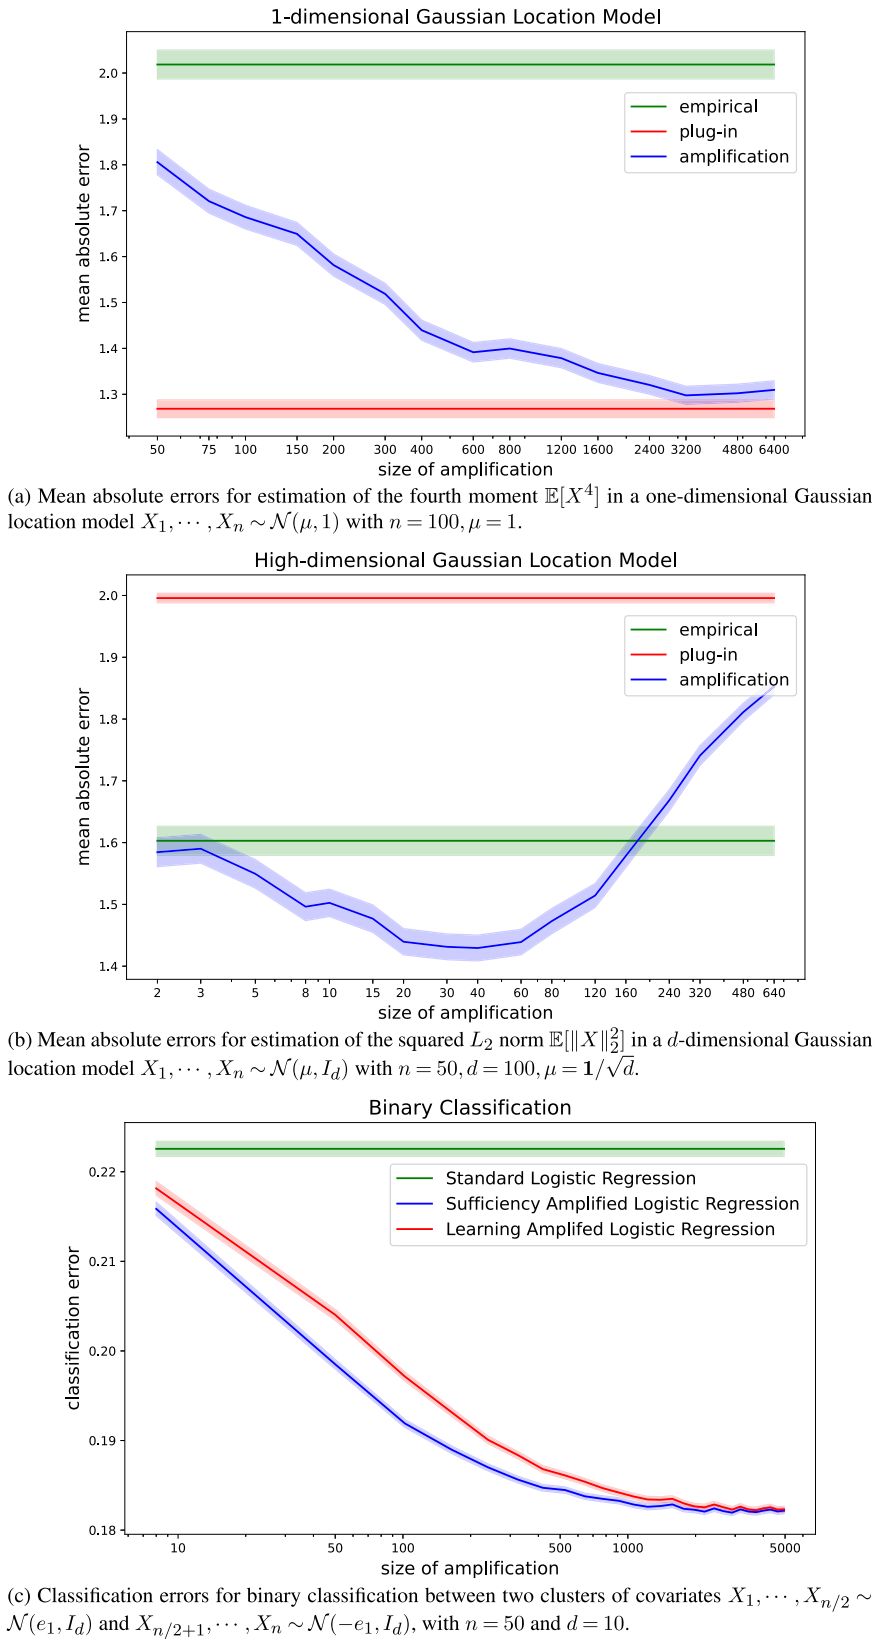 1-dimensional Gaussian Location Model
2.0
1.8
1.7
1.6
1.5
1.4
1.3
mean absolute error
empirical
plug-in
amplification
50 75 100 150 200 300 400 600 800 1200 1600 2400 3200 4800 6400
size of amplification
(a) Mean absolute errors for estimation of the fourth moment 𝔼[X⁴] in a one-dimensional Gaussian
location model X₁, ⋯ , Xₙ ∼ 𝒩(μ, 1) with n = 100, μ = 1.
High-dimensional Gaussian Location Model
2.0
1.9
1.8
1.7
1.6
1.5
1.4
mean absolute error
empirical
plug-in
amplification
2 3 5 8 10 15 20 30 40 60 80 120 160 240 320 480 640
size of amplification
(b) Mean absolute errors for estimation of the squared L₂ norm 𝔼[‖X‖₂²] in a d-dimensional Gaussian
location model X₁, ⋯ , Xₙ ∼ 𝒩(μ, I_d) with n = 50, d = 100, μ = 1/√d.
Binary Classification
0.22
0.21
0.20
0.19
0.18
classification error
Standard Logistic Regression
Sufficiency Amplified Logistic Regression
Learning Amplifed Logistic Regression
10 50 100 500 1000 5000
size of amplification
(c) Classification errors for binary classification between two clusters of covariates X₁, ⋯ , X_{n/2} ∼
𝒩(e₁, I_d) and X_{n/2+1}, ⋯ , Xₙ ∼ 𝒩(−e₁, I_d), with n = 50 and d = 10.